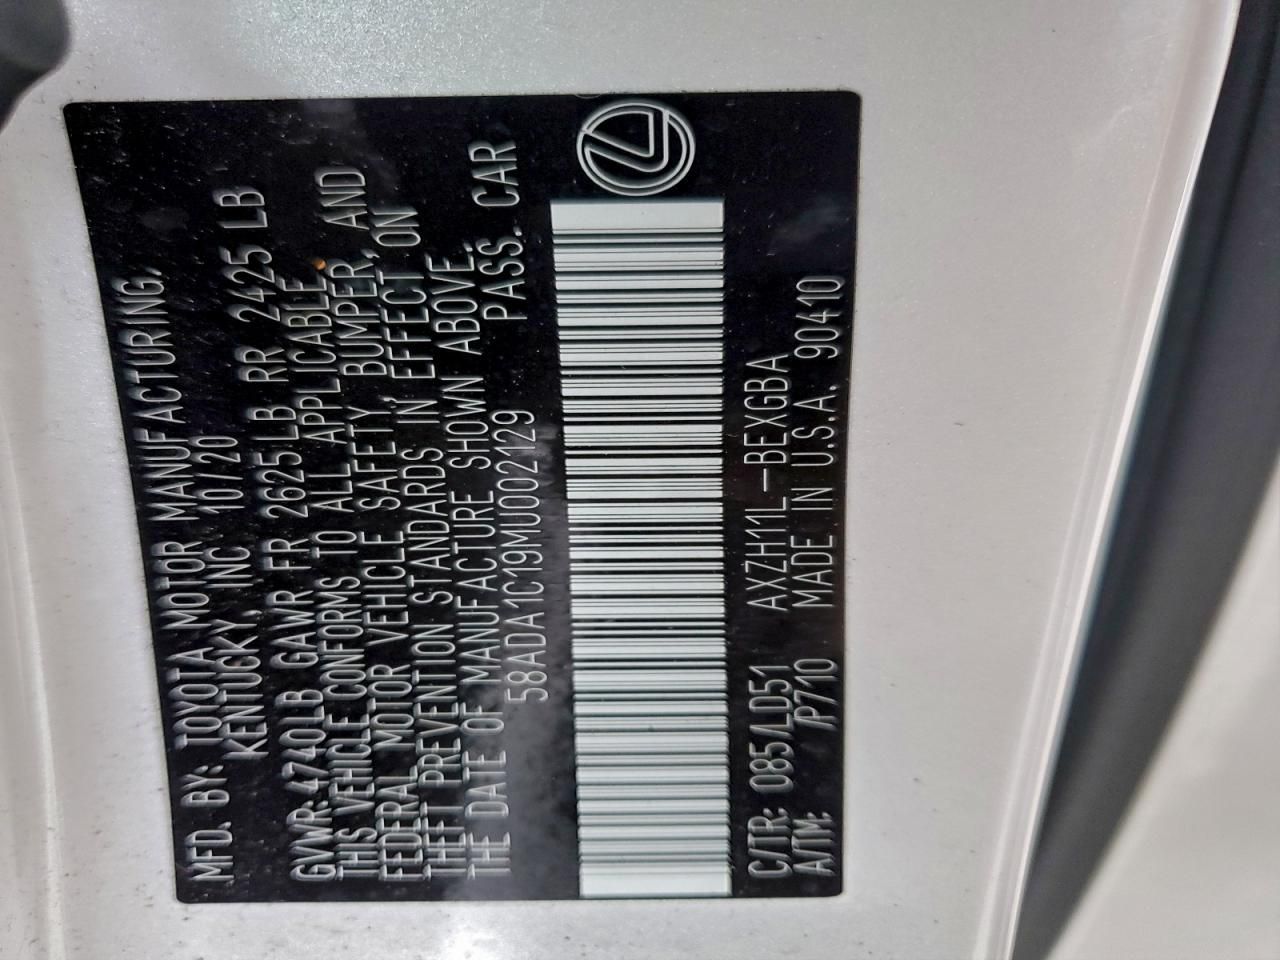 MFD. BY: TOYOTA MOTOR MANUFACTURING,
KENTUCKY, INC 10/20
GVWR 4740LB GAWR FR 2625LB RR 2425 LB
THIS VEHICLE CONFORMS TO ALL APPLICABLE
FEDERAL MOTOR VEHICLE SAFETY, BUMPER, AND
THEFT PREVENTION STANDARDS IN EFFECT ON
THE DATE OF MANUFACTURE SHOWN ABOVE.
58ADA1C19MU002129 PASS. CAR
C/TR: 085/LD51 AXZH11L-BEXGBA
A/TM: /P710 MADE IN U.S.A. 90410